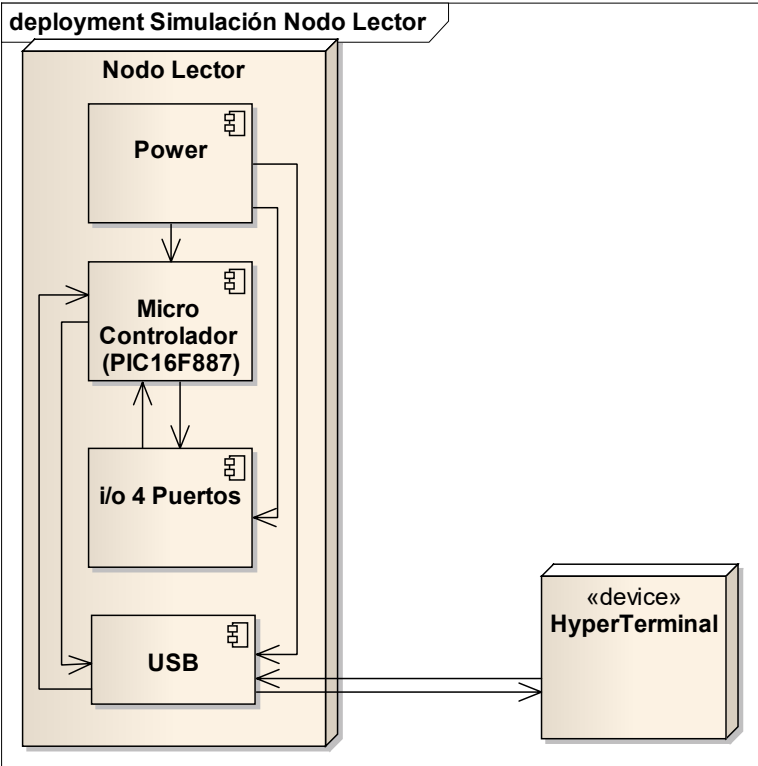 deployment Simulación Nodo Lector
Nodo Lector
Power
Micro
Controlador
(PIC16F887)
i/o 4 Puertos
USB
«device»
HyperTerminal